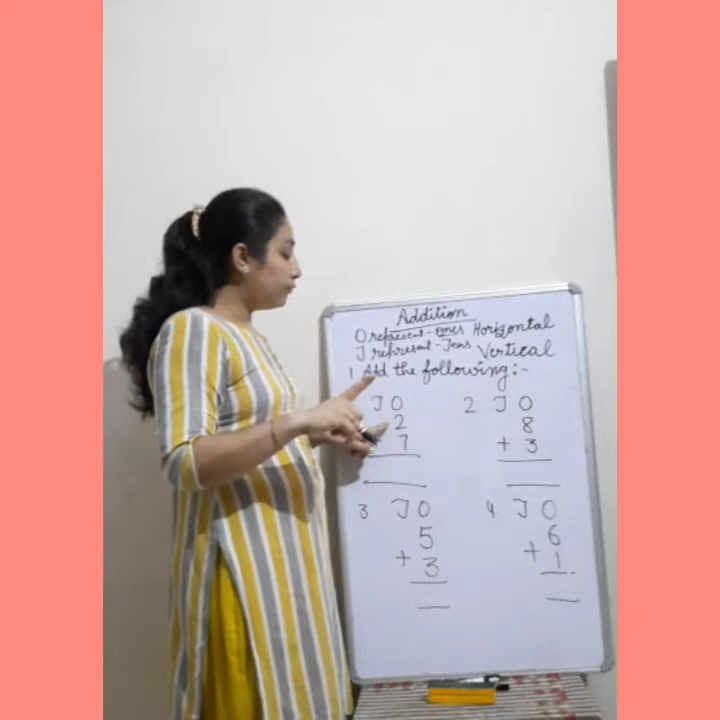 Addition
O represent - Ones Horizontal
T represent - Tens Vertical
1 Add the following:-
T O
2
7
2 T O
8
+ 3
3 T O
5
+ 3
4 T O
6
+ 1